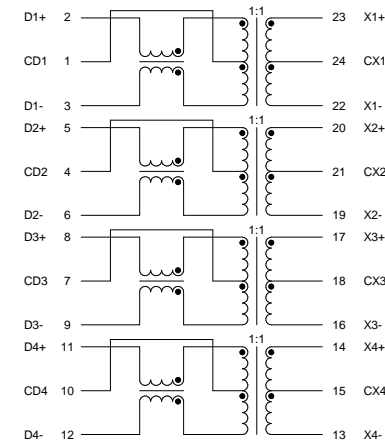 1:1
D1+ 2 23 X1+
CD1 1 24 CX1
D1- 3 22 X1-
1:1
D2+ 5 20 X2+
CD2 4 21 CX2
D2- 6 19 X2-
1:1
D3+ 8 17 X3+
CD3 7 18 CX3
D3- 9 16 X3-
1:1
D4+ 11 14 X4+
CD4 10 15 CX4
D4- 12 13 X4-